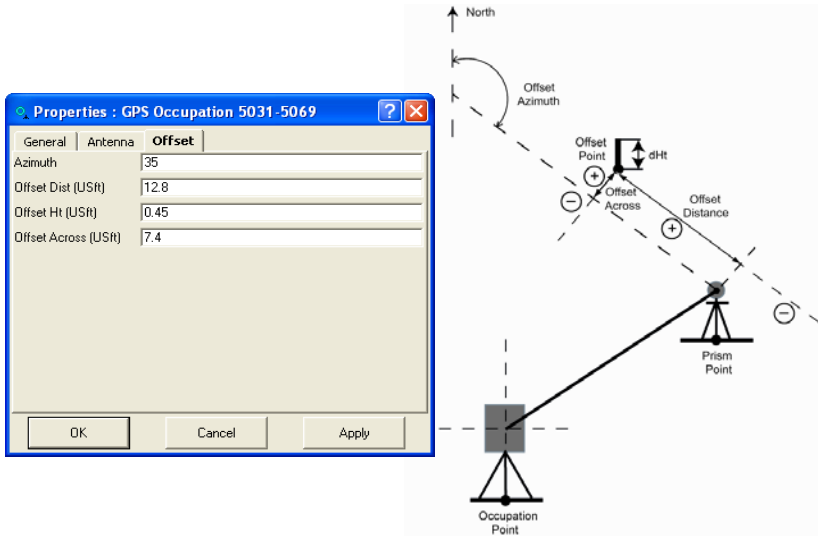 Properties : GPS Occupation 5031-5069
General Antenna Offset
Azimuth 35
Offset Dist (USft) 12.8
Offset Ht (USft) 0.45
Offset Across (USft) 7.4
OK Cancel Apply
North
Offset
Azimuth
Offset
Point
dHt
Offset
Across
Offset
Distance
Prism
Point
Occupation
Point